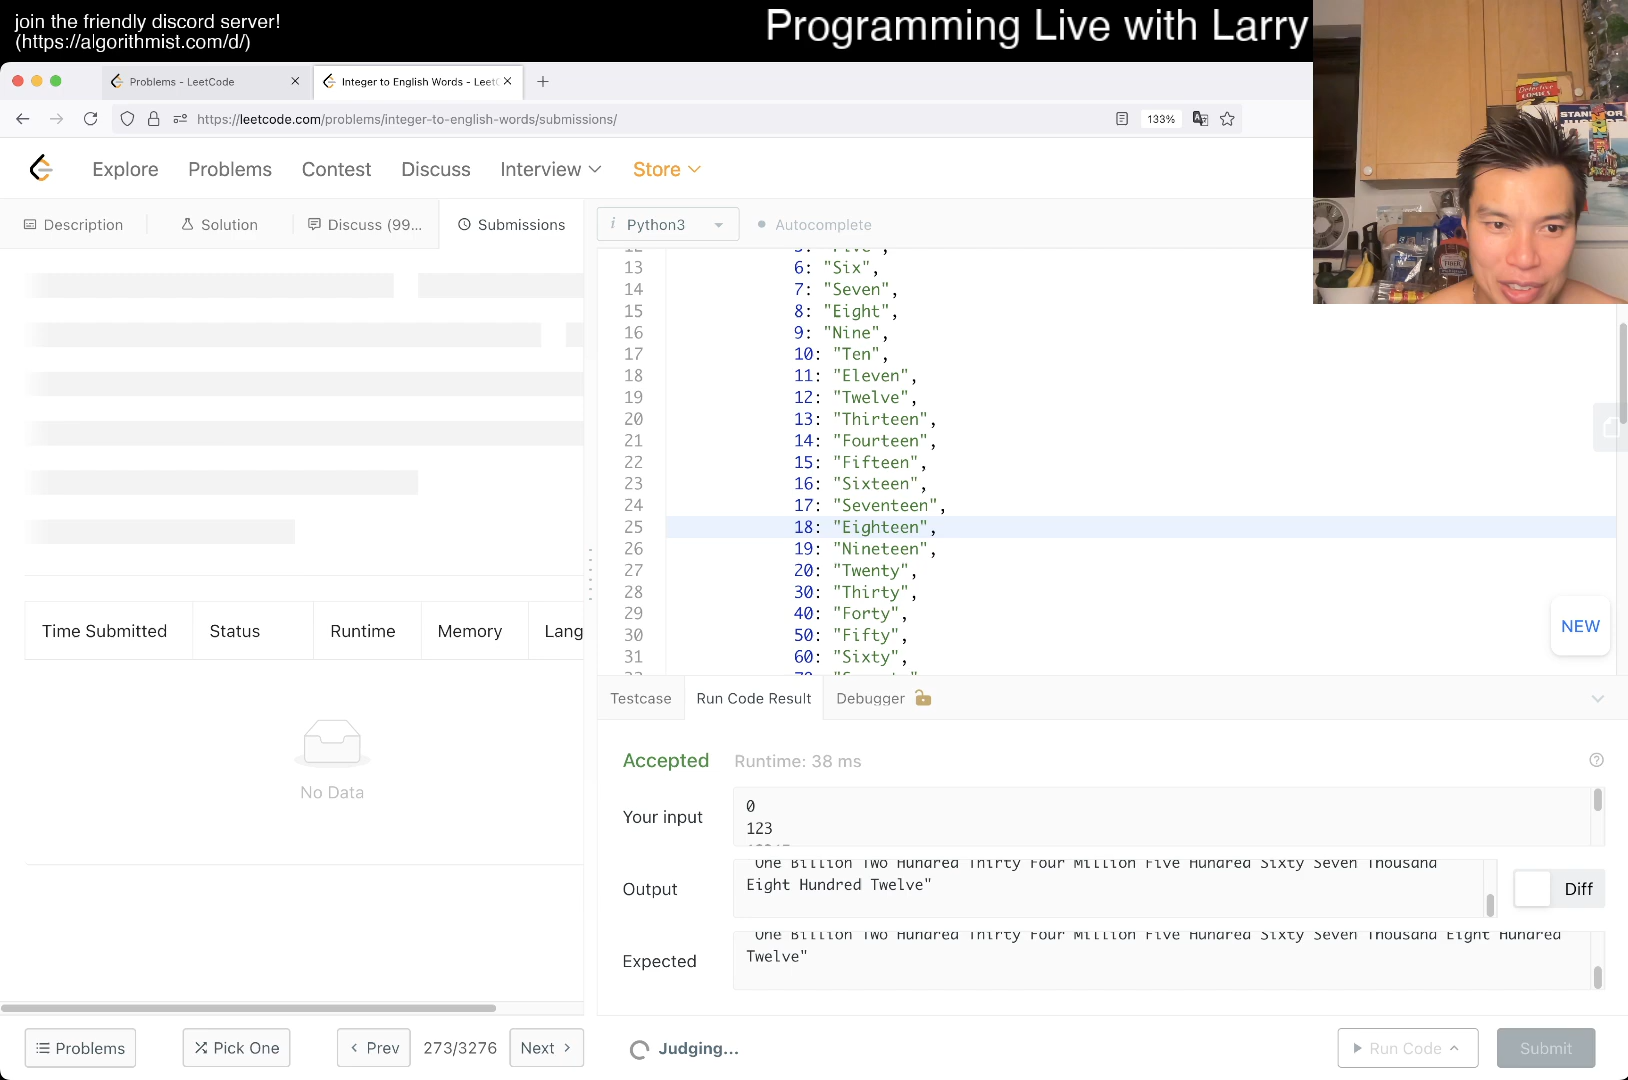 join the friendly discord server!
(https://algorithmist.com/d/)
Programming Live with Larry
Problems - LeetCode
Integer to English Words - Leet
https://leetcode.com/problems/integer-to-english-words/submissions/
133%
Explore
Problems
Contest
Discuss
Interview
Store
Description
Solution
Discuss (99...
Submissions
i Python3
Autocomplete
13 6: "Six",
14 7: "Seven",
15 8: "Eight",
16 9: "Nine",
17 10: "Ten",
18 11: "Eleven",
19 12: "Twelve",
20 13: "Thirteen",
21 14: "Fourteen",
22 15: "Fifteen",
23 16: "Sixteen",
24 17: "Seventeen",
25 18: "Eighteen",
26 19: "Nineteen",
27 20: "Twenty",
28 30: "Thirty",
29 40: "Forty",
30 50: "Fifty",
31 60: "Sixty",
NEW
Time Submitted
Status
Runtime
Memory
Lang
No Data
Testcase
Run Code Result
Debugger
Accepted
Runtime: 38 ms
Your input
0
123
Output
One Billion Two Hundred Thirty Four Million Five Hundred Sixty Seven Thousand
Eight Hundred Twelve"
Diff
Expected
One Billion Two Hundred Thirty Four Million Five Hundred Sixty Seven Thousand Eight Hundred
Twelve"
Problems
Pick One
Prev
273/3276
Next
Judging...
Run Code
Submit